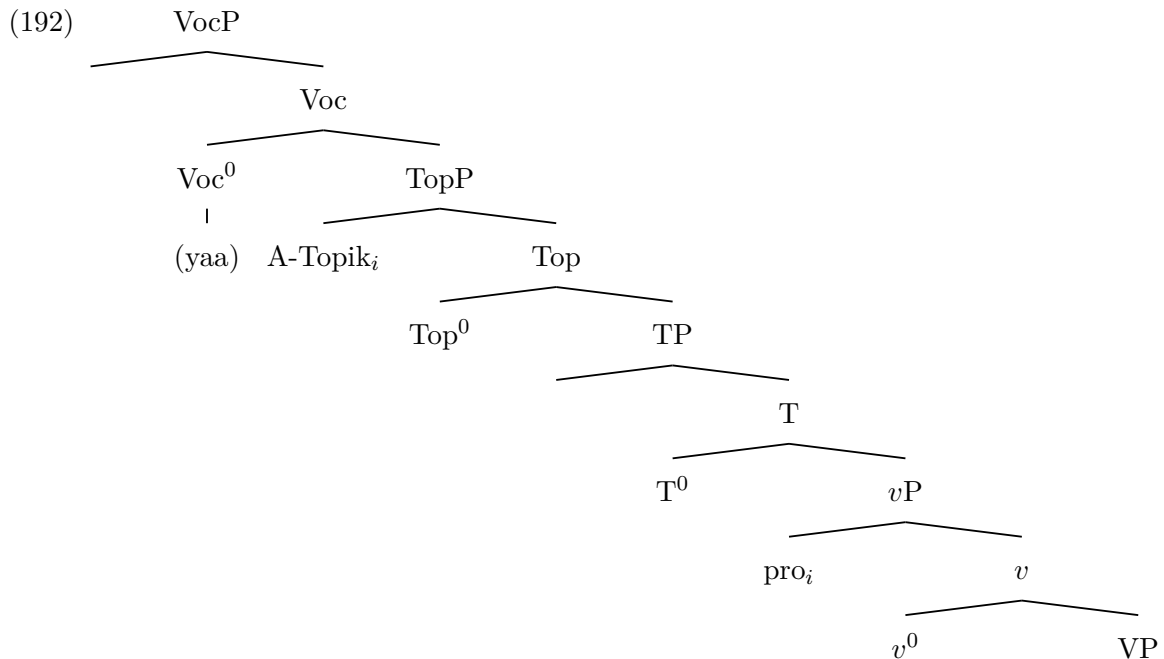 (192) VocP
Voc
Voc⁰ TopP
(yaa) A-Topikᵢ Top
Top⁰ TP
T
T⁰ vP
proᵢ v
v⁰ VP